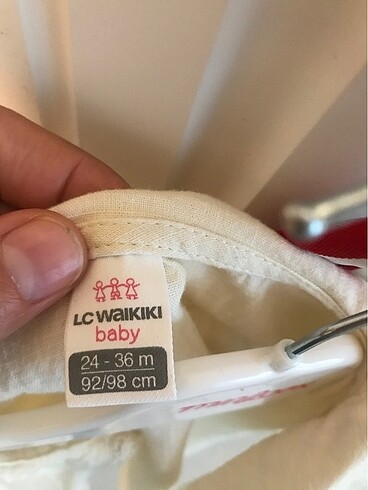 LC WAIKIKI
baby
24 - 36 m
92/98 cm